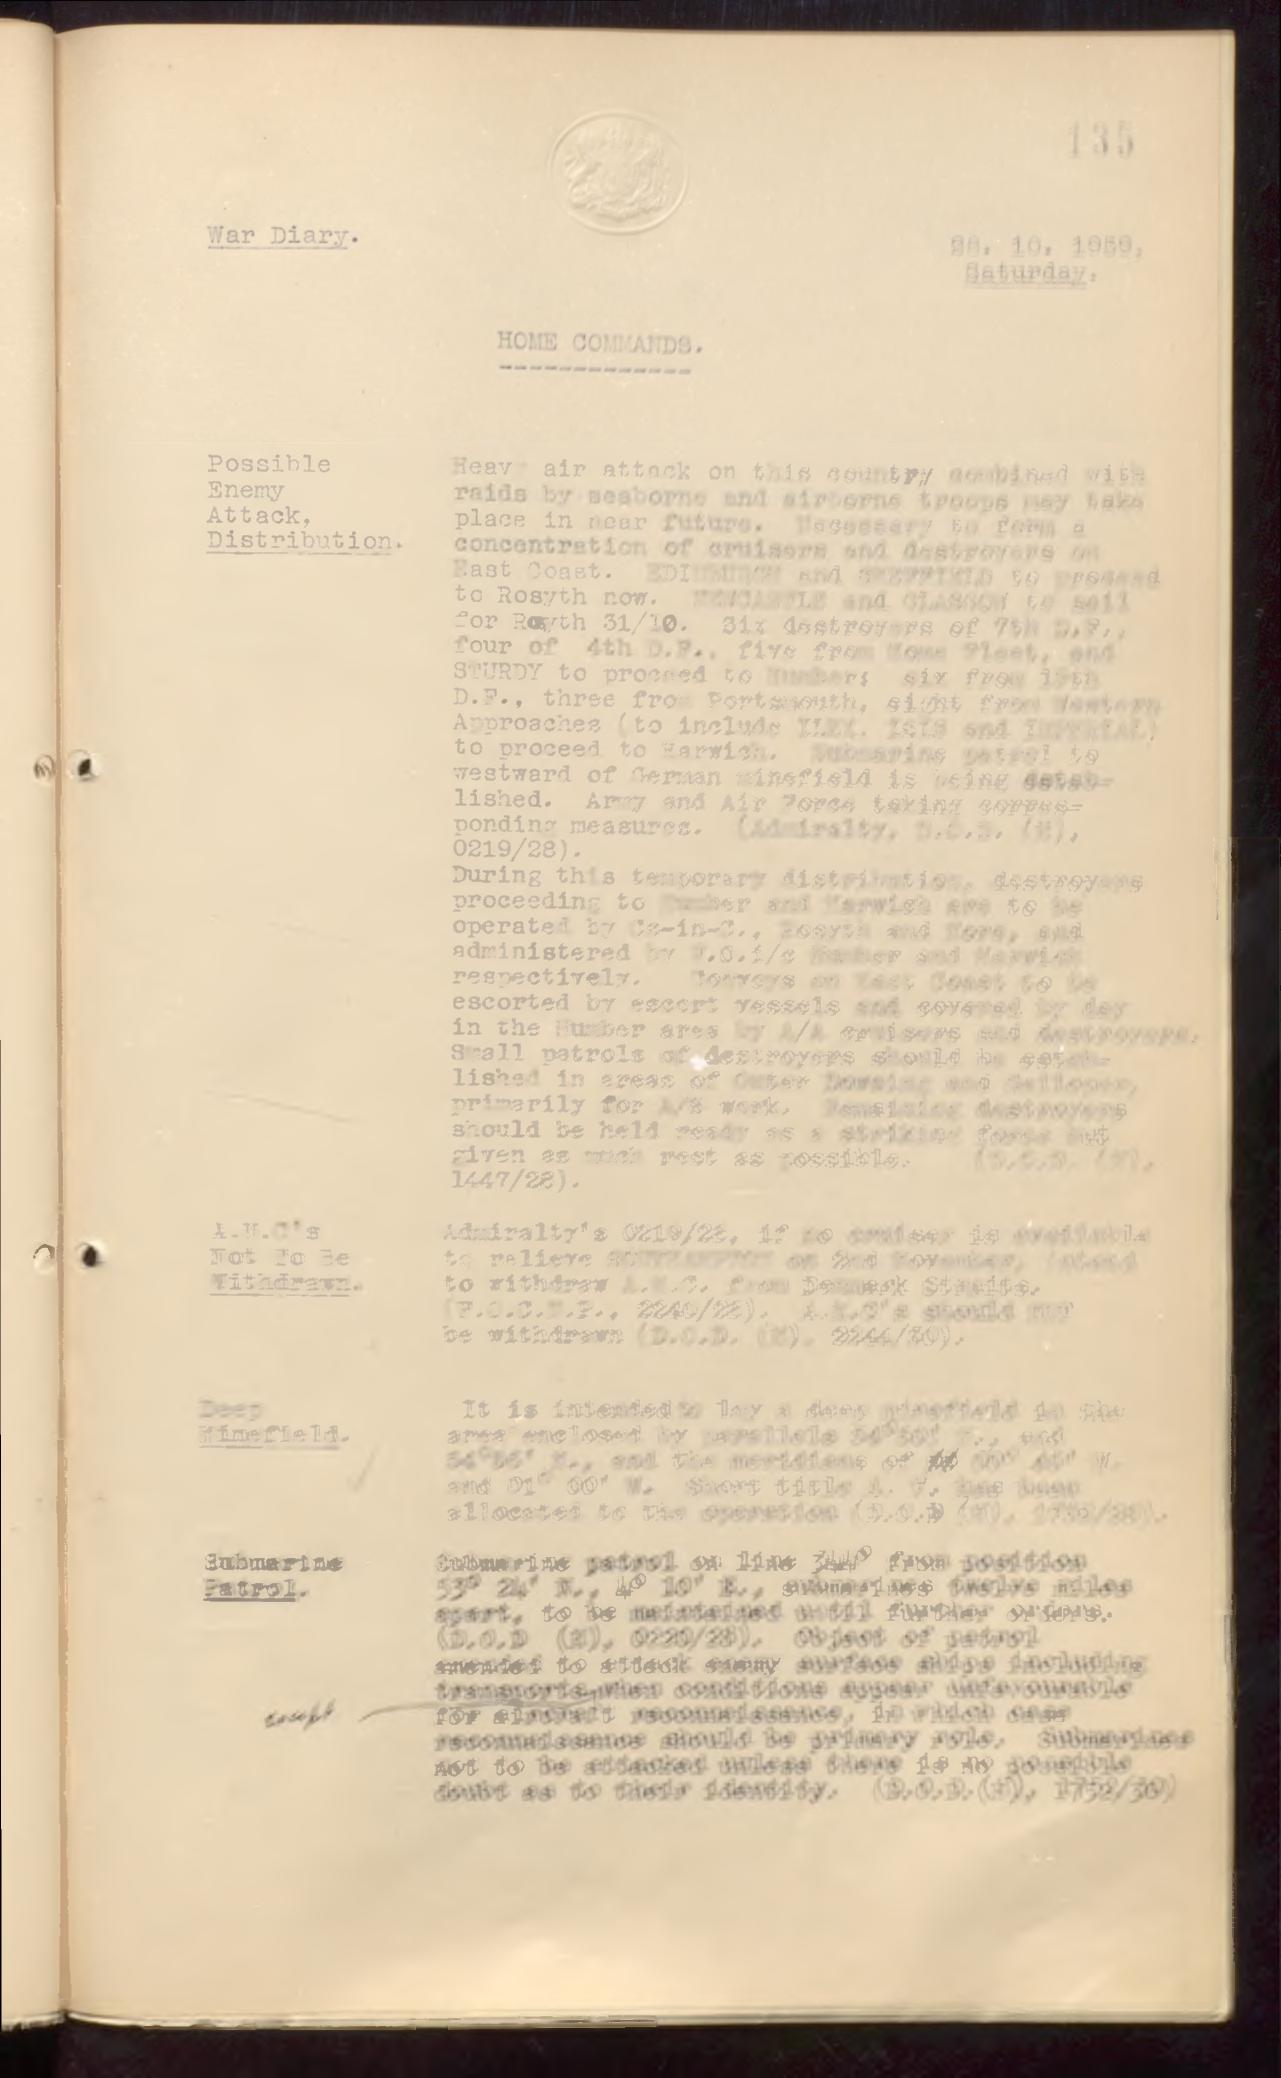 135
War Diary.
28. 10. 1939.
Saturday.
HOME COMMANDS.
Possible
Enemy
Attack,
Distribution.
Heavy air attack on this country combined with
raids by seaborne and airborne troops may take
place in near future. Necessary to form a
concentration of cruisers and destroyers on
East Coast. EDINBURGH and SHEFFIELD to proceed
to Rosyth now. NEWCASTLE and GLASGOW to sail
for Rosyth 31/10. Six destroyers of 7th D.F.,
four of 4th D.F., five from Home Fleet, and
STURDY to proceed to Humber; six from
D.F., three from Portsmouth, eight from Western
Approaches (to include ILEX, ISIS and IMPERIAL)
to proceed to Harwich. Submarine patrol to
westward of German minefield is being estab-
lished. Army and Air Force taking corres-
ponding measures. (Admiralty, D.O.D. (H),
0219/28).
During this temporary distribution, destroyers
proceeding to Humber and Harwich are to be
operated by Cs-in-C., Rosyth and Nore, and
administered by F.O.i/c Humber and Harwich
respectively. Convoys on East Coast to be
escorted by escort vessels and covered by day
in the Humber area by A/A cruisers and destroyers.
Small patrols of destroyers should be estab-
lished in areas of Outer Dowsing and Galloper,
primarily for A/S work. Remaining destroyers
should be held ready as a striking force but
given as much rest as possible. (D.O.D. (H),
1447/28).
A.M.C's
Not To Be
Withdrawn.
Admiralty's 0219/28, if no cruiser is available
to relieve SOUTHAMPTON on 2nd November, intend
to withdraw A.M.C. from Denmark Straits.
(F.O.C.N.P., 2240/28). A.M.C's should not
be withdrawn (D.O.D. (H), 2244/30).
Deep
Minefield.
It is intended to lay a deep minefield in the
area enclosed by parallels 54° N., and
54° N., and the meridians of 00° W.
and 01° 00' W. Short title has been
allocated to the operation (D.O.D (H), 1732/28).
Submarine
Patrol.
Submarine patrol on line 344° from position
53° 24' N., 4° 10' E., submarines twelve miles
apart, to be maintained until further orders.
(D.O.D (H), 0220/28). Object of patrol
amended to attack enemy surface ships including
transports when conditions appear unfavourable
except
for aircraft reconnaissance, in which case
reconnaissance should be primary role. Submarines
not to be attacked unless there is no possible
doubt as to their identity. (D.O.D.(H), 1732/30)